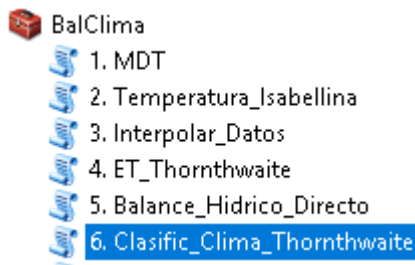 BalClima
1. MDT
2. Temperatura_Isabellina
3. Interpolar_Datos
4. ET_Thornthwaite
5. Balance_Hidrico_Directo
6. Clasific_Clima_Thornthwaite